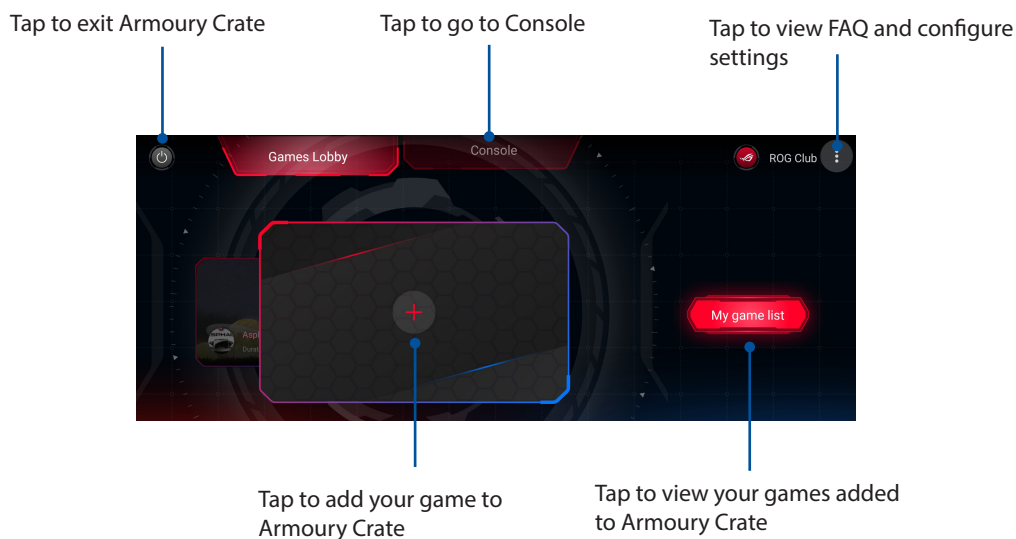 Tap to exit Armoury Crate
Tap to go to Console
Tap to view FAQ and configure
settings
Games Lobby
Console
ROG Club
My game list
Tap to add your game to
Armoury Crate
Tap to view your games added
to Armoury Crate